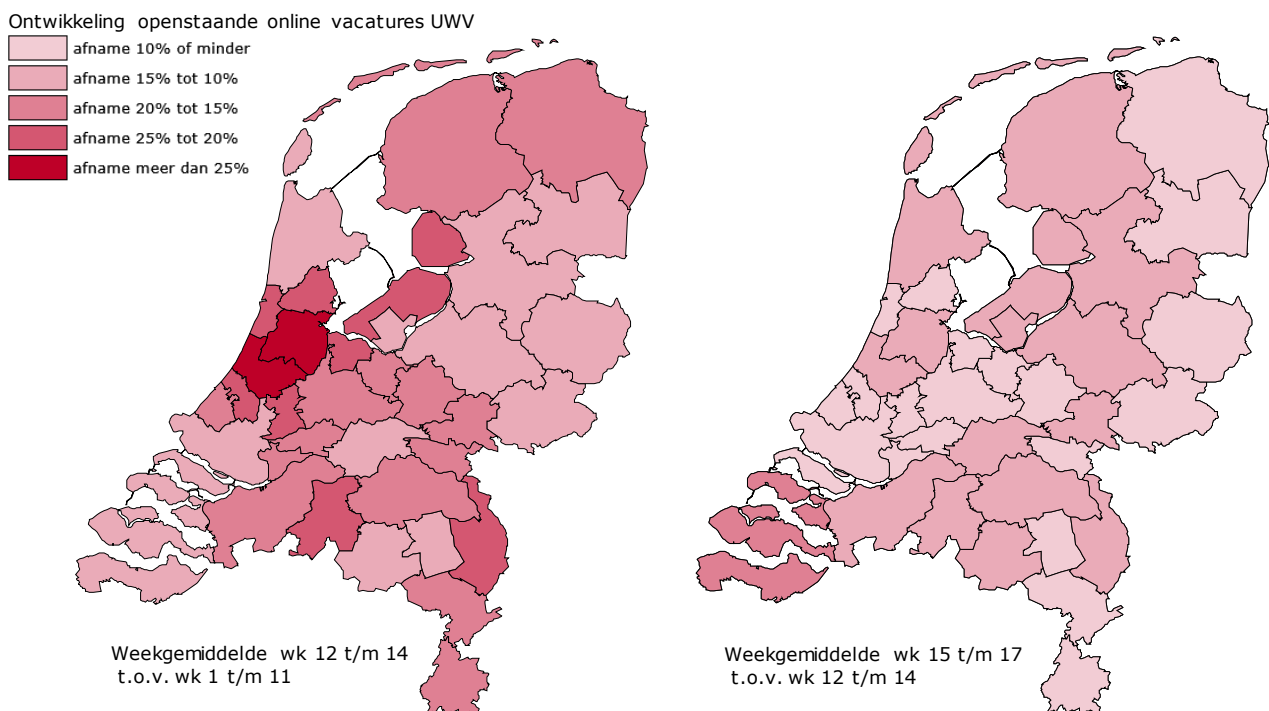 Ontwikkeling openstaande online vacatures UWV
afname 10% of minder
afname 15% tot 10%
afname 20% tot 15%
afname 25% tot 20%
afname meer dan 25%
Weekgemiddelde wk 12 t/m 14
t.o.v. wk 1 t/m 11
Weekgemiddelde wk 15 t/m 17
t.o.v. wk 12 t/m 14